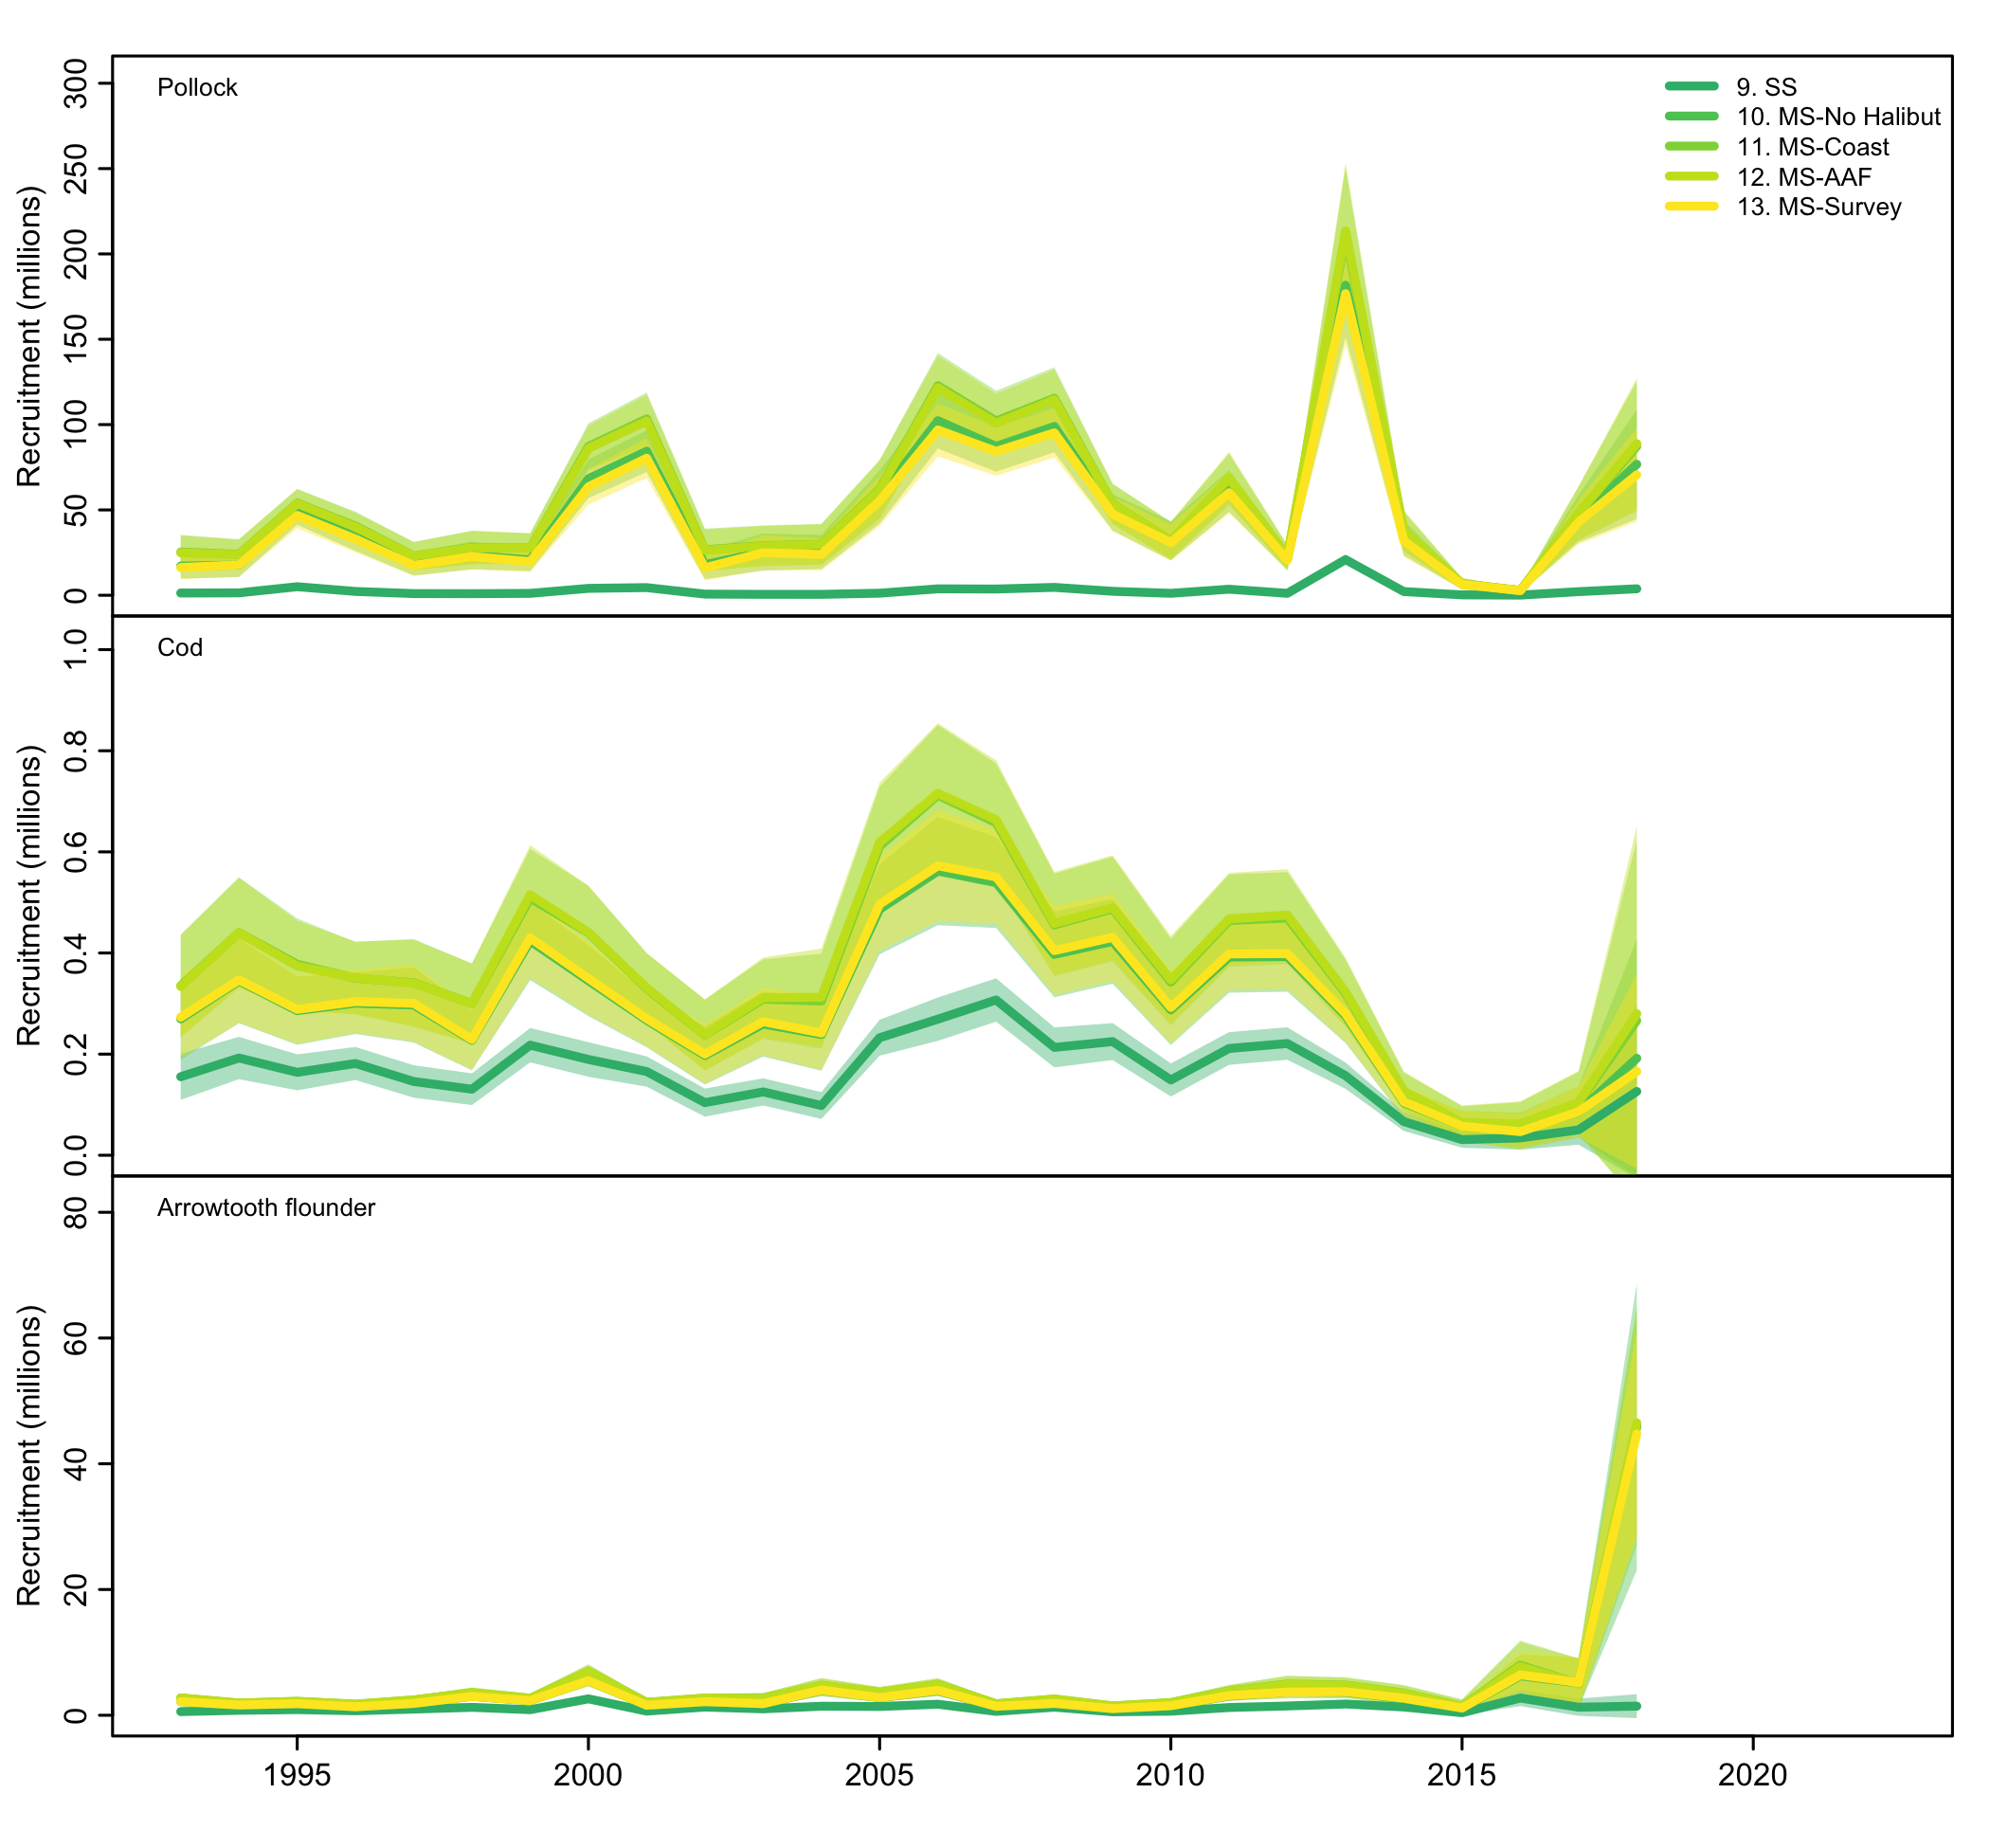 Pollock
9. SS
10. MS-No Halibut
11. MS-Coast
12. MS-AAF
13. MS-Survey
Recruitment (millions)
300
250
200
150
100
50
0
Cod
Recruitment (millions)
1.0
0.8
0.6
0.4
0.2
0.0
Arrowtooth flounder
Recruitment (millions)
80
60
40
20
0
1995 2000 2005 2010 2015 2020